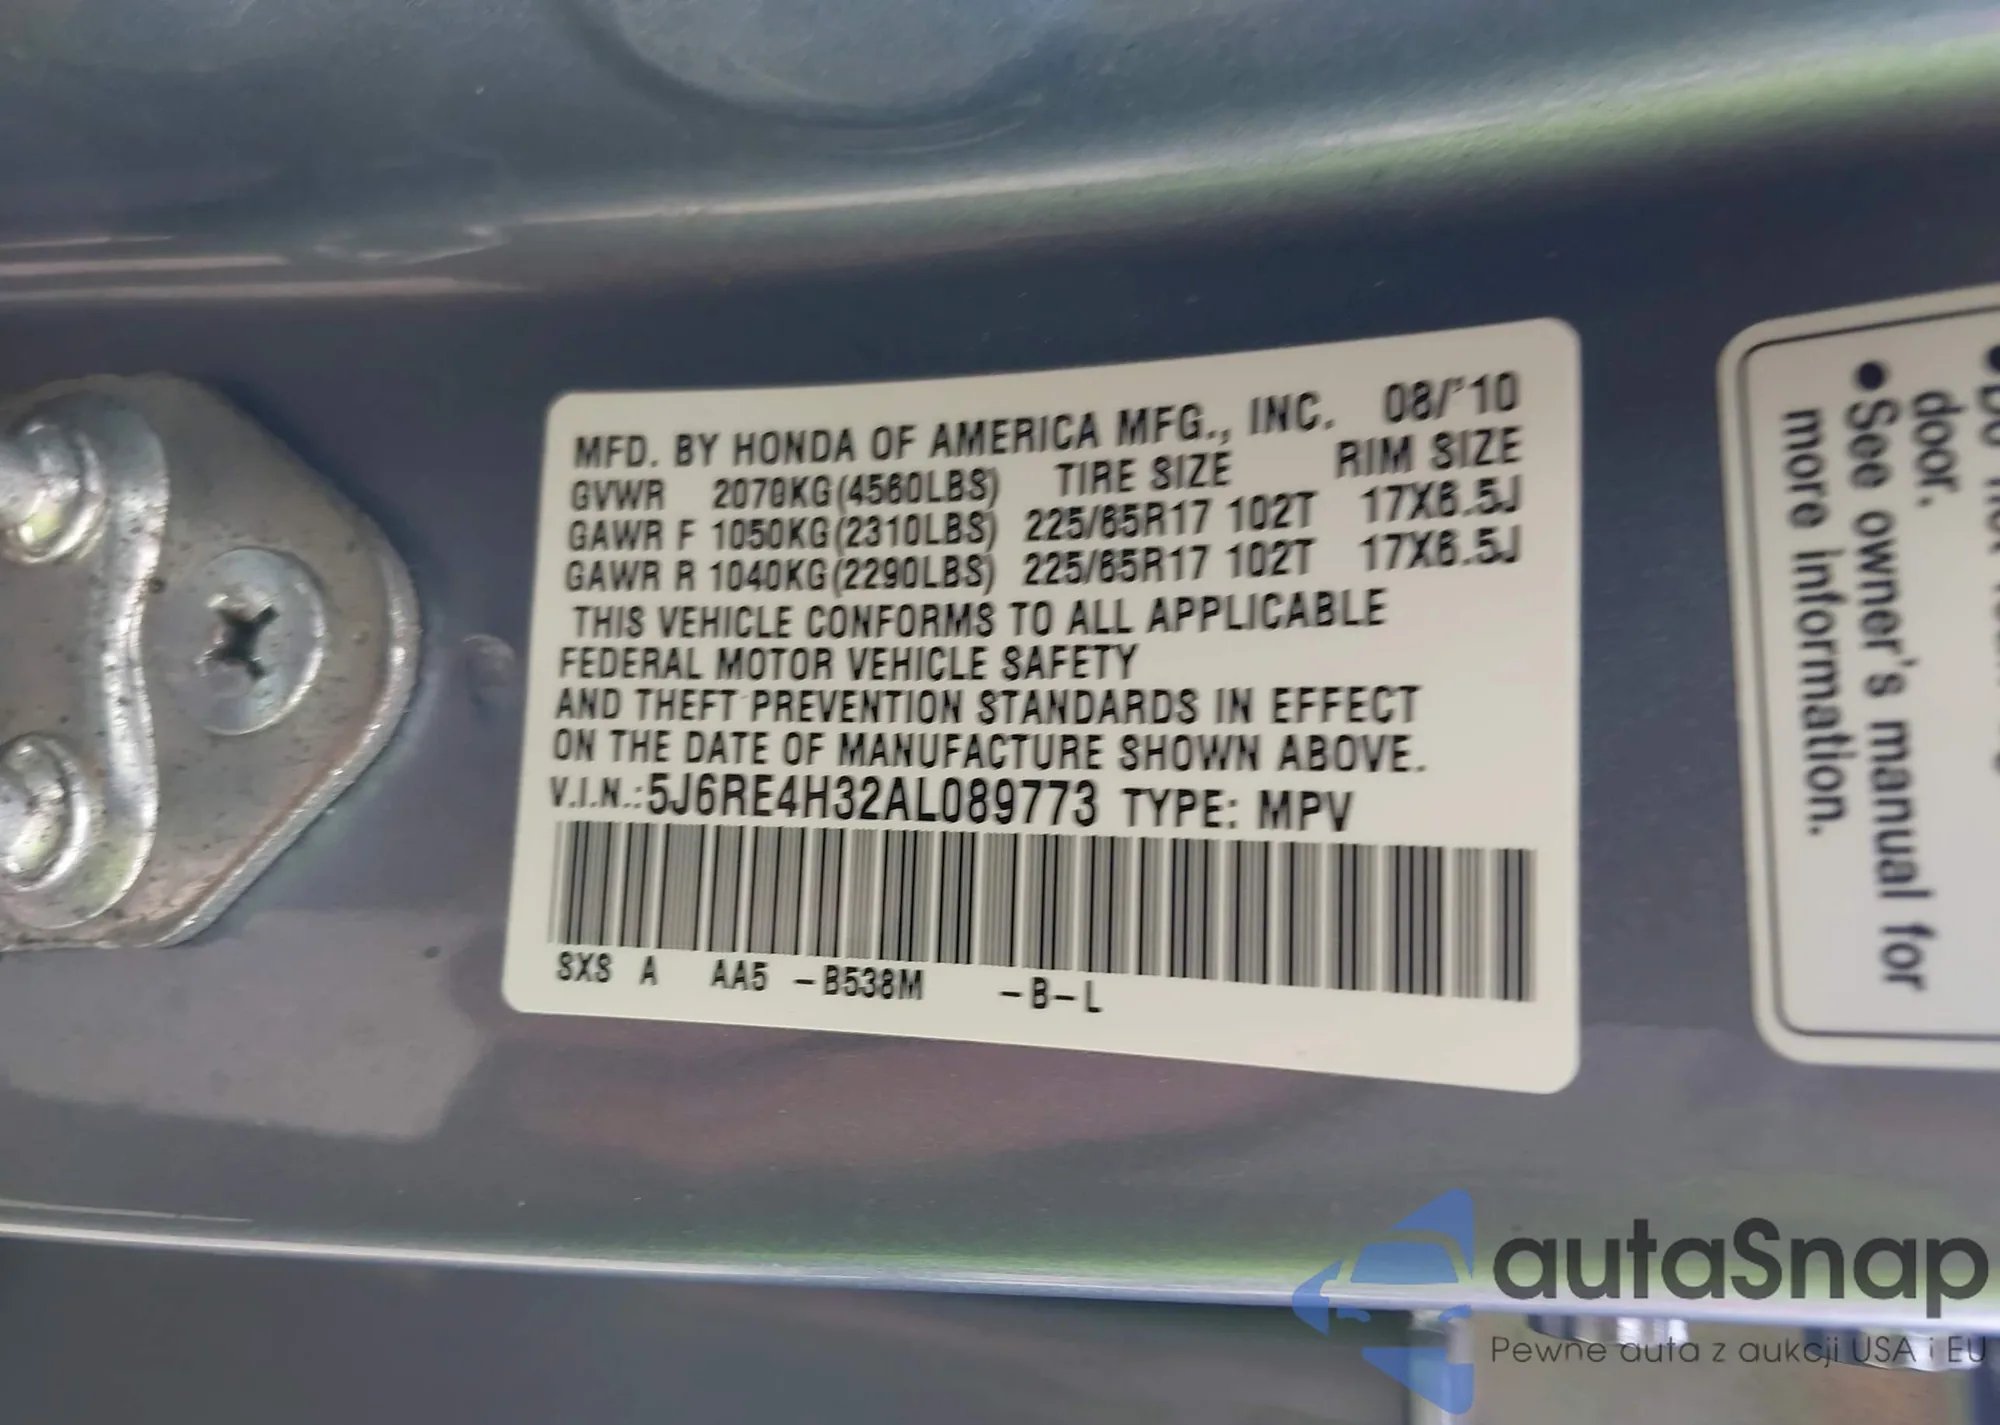 MFD. BY HONDA OF AMERICA MFG., INC. 08/'10
GVWR 2070KG(4560LBS) TIRE SIZE RIM SIZE
GAWR F 1050KG(2310LBS) 225/65R17 102T 17X6.5J
GAWR R 1040KG(2290LBS) 225/65R17 102T 17X6.5J
THIS VEHICLE CONFORMS TO ALL APPLICABLE
FEDERAL MOTOR VEHICLE SAFETY
AND THEFT PREVENTION STANDARDS IN EFFECT
ON THE DATE OF MANUFACTURE SHOWN ABOVE.
V.I.N.:5J6RE4H32AL089773 TYPE: MPV
SXS A AA5 -B538M -B-L
door.
• See owner's manual for
more information.
autaSnap
Pewne auta z aukcji USA i EU